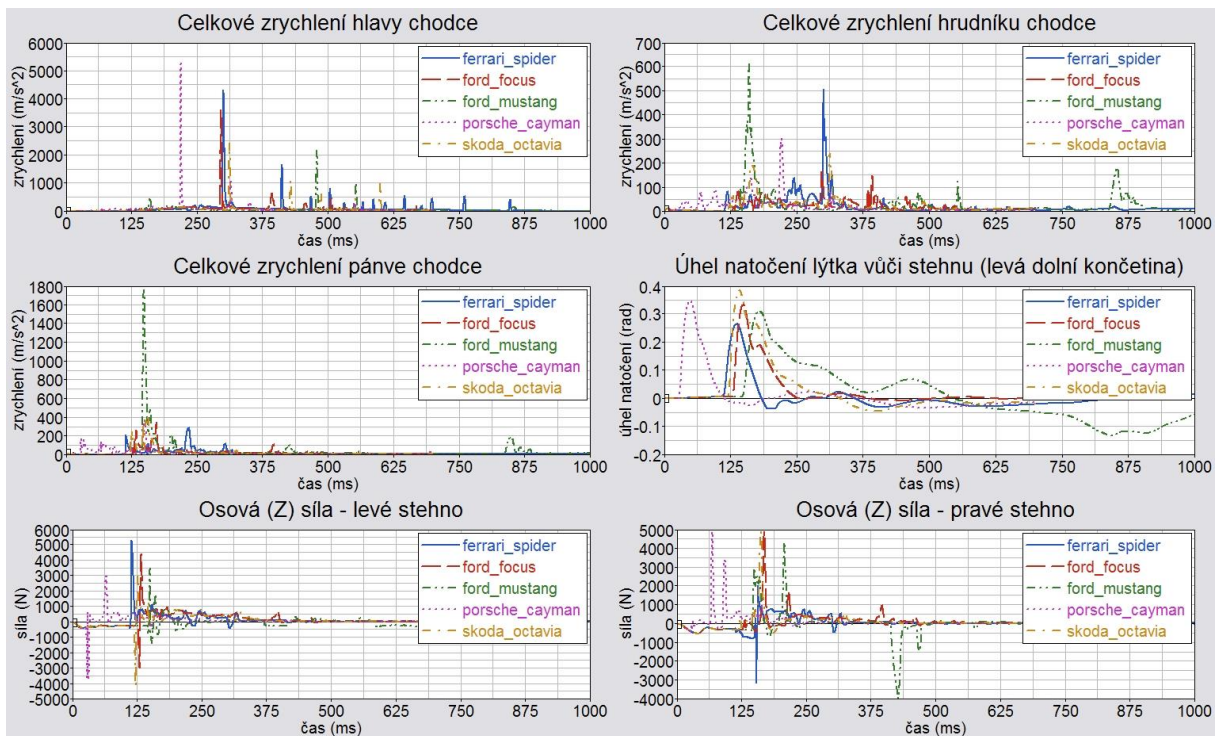 Celkové zrychlení hlavy chodce
zrychlení (m/s^2)
6000
5000
4000
3000
2000
1000
0
0 125 250 375 500 625 750 875 1000
čas (ms)
ferrari_spider
ford_focus
ford_mustang
porsche_cayman
skoda_octavia
Celkové zrychlení hrudníku chodce
zrychlení (m/s^2)
700
600
500
400
300
200
100
0
0 125 250 375 500 625 750 875 1000
čas (ms)
ferrari_spider
ford_focus
ford_mustang
porsche_cayman
skoda_octavia
Celkové zrychlení pánve chodce
zrychlení (m/s^2)
1800
1600
1400
1200
1000
800
600
400
200
0
0 125 250 375 500 625 750 875 1000
čas (ms)
ferrari_spider
ford_focus
ford_mustang
porsche_cayman
skoda_octavia
Úhel natočení lýtka vůči stehnu (levá dolní končetina)
úhel natočení (rad)
0.4
0.3
0.2
0.1
0
-0.1
-0.2
0 125 250 375 500 625 750 875 1000
čas (ms)
ferrari_spider
ford_focus
ford_mustang
porsche_cayman
skoda_octavia
Osová (Z) síla - levé stehno
síla (N)
6000
5000
4000
3000
2000
1000
0
-1000
-2000
-3000
-4000
-5000
0 125 250 375 500 625 750 875 1000
čas (ms)
ferrari_spider
ford_focus
ford_mustang
porsche_cayman
skoda_octavia
Osová (Z) síla - pravé stehno
síla (N)
5000
4000
3000
2000
1000
0
-1000
-2000
-3000
-4000
0 125 250 375 500 625 750 875 1000
čas (ms)
ferrari_spider
ford_focus
ford_mustang
porsche_cayman
skoda_octavia